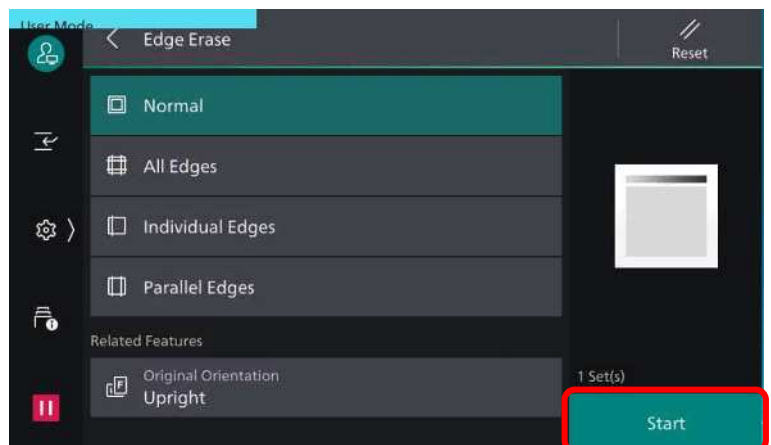 User Mode
Edge Erase
Reset
Normal
All Edges
Individual Edges
Parallel Edges
Related Features
Original Orientation
Upright
1 Set(s)
Start